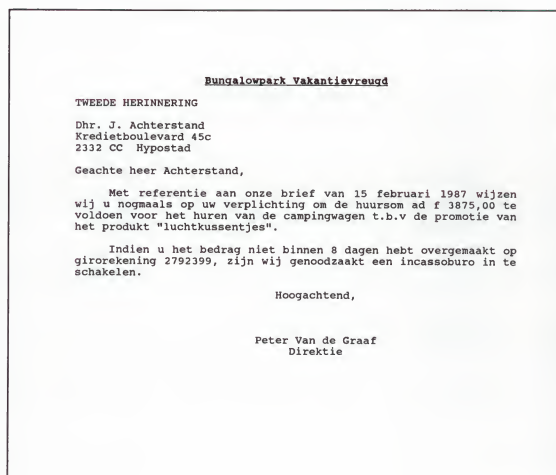 Bungalowpark Vakantievreugd
TWEEDE HERINNERING
Dhr. J. Achterstand
Kredietboulevard 45c
2332 CC Hypostad
Geachte heer Achterstand,
Met referentie aan onze brief van 15 februari 1987 wijzen
wij u nogmaals op uw verplichting om de huursom ad f 3875,00 te
voldoen voor het huren van de campingwagen t.b.v de promotie van
het produkt "luchtkussentjes".
Indien u het bedrag niet binnen 8 dagen hebt overgemaakt op
girorekening 2792399, zijn wij genoodzaakt een incassoburo in te
schakelen.
Hoogachtend,
Peter Van de Graaf
Direktie